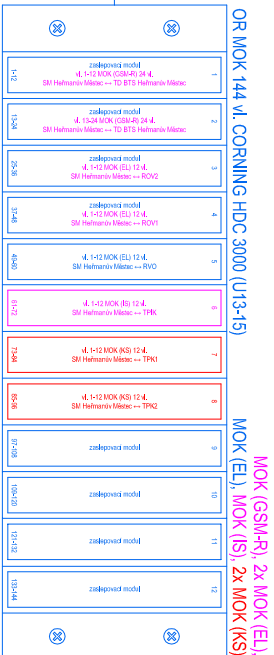 OR MOK 144 vl. CORNING HDC 3000 (U13-15)
MOK (GSM-R), 2x MOK (EL),
MOK (EL), MOK (IS), 2x MOK (KS)
1-12
zaslepovací modul
vl. 1-12 MOK (GSM-R) 24 vl.
SM Heřmanův Městec ↔ TD BTS Heřmanův Městec
1
13-24
zaslepovací modul
vl. 13-24 MOK (GSM-R) 24 vl.
SM Heřmanův Městec ↔ TD BTS Heřmanův Městec
2
25-36
zaslepovací modul
vl. 1-12 MOK (EL) 12 vl.
SM Heřmanův Městec ↔ ROV2
3
37-48
zaslepovací modul
vl. 1-12 MOK (EL) 12 vl.
SM Heřmanův Městec ↔ ROV1
4
49-60
zaslepovací modul
vl. 1-12 MOK (EL) 12 vl.
SM Heřmanův Městec ↔ RVO
5
61-72
vl. 1-12 MOK (IS) 12 vl.
SM Heřmanův Městec ↔ TPIK
6
73-84
vl. 1-12 MOK (KS) 12 vl.
SM Heřmanův Městec ↔ TPK1
7
85-96
vl. 1-12 MOK (KS) 12 vl.
SM Heřmanův Městec ↔ TPK2
8
97-108
zaslepovací modul
9
109-120
zaslepovací modul
10
121-132
zaslepovací modul
11
133-144
zaslepovací modul
12